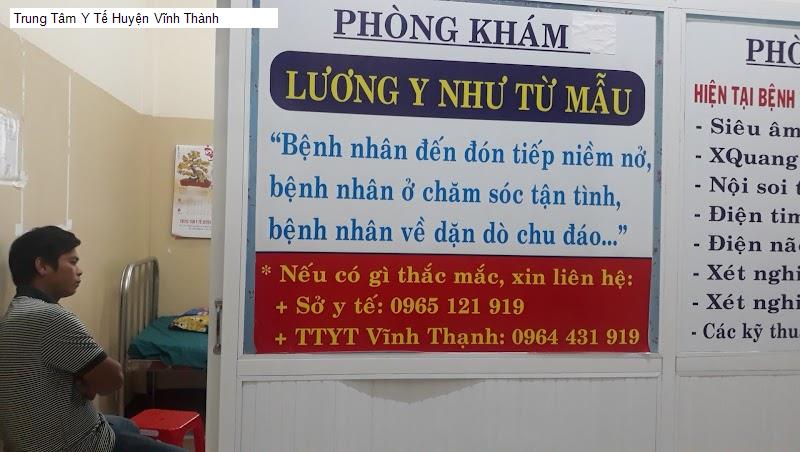 Trung Tâm Y Tế Huyện Vĩnh Thành
PHÒNG KHÁM
LƯƠNG Y NHƯ TỪ MẪU
“Bệnh nhân đến đón tiếp niềm nở,
bệnh nhân ở chăm sóc tận tình,
bệnh nhân về dặn dò chu đáo...”
* Nếu có gì thắc mắc, xin liên hệ:
+ Sở y tế: 0965 121 919
+ TTYT Vĩnh Thạnh: 0964 431 919
HIỆN TẠI BỆNH
- Siêu âm
- XQuang
- Nội soi
- Điện tim
- Điện não
- Xét nghi
- Xét nghi
- Các kỹ thu